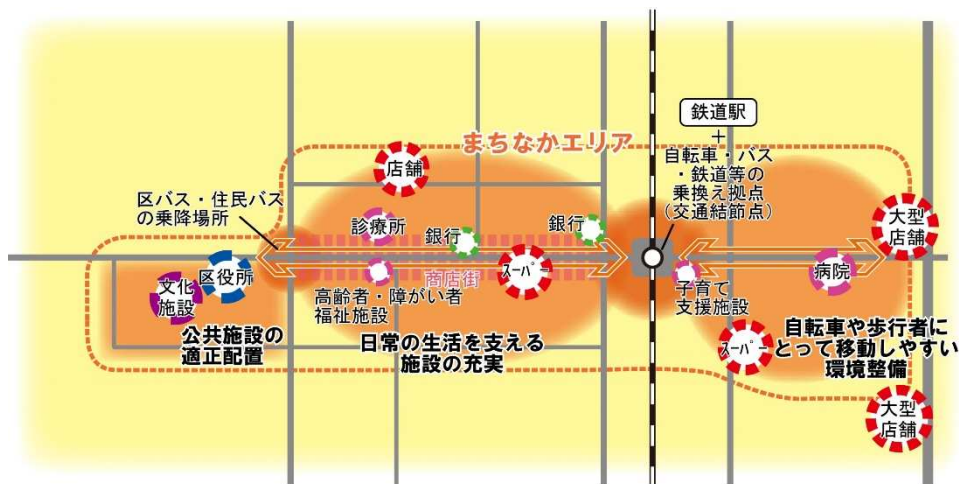 鉄道駅
+
自転車・バス
・鉄道等の
乗換え拠点
(交通結節点)
まちなかエリア
店舗
区バス・住民バス
の乗降場所
診療所
銀行
銀行
大型
店舗
区役所
文化
施設
商店街
スーパー
高齢者・障がい者
福祉施設
子育て
支援施設
病院
公共施設の
適正配置
日常の生活を支える
施設の充実
スーパー
自転車や歩行者に
とって移動しやすい
環境整備
大型
店舗